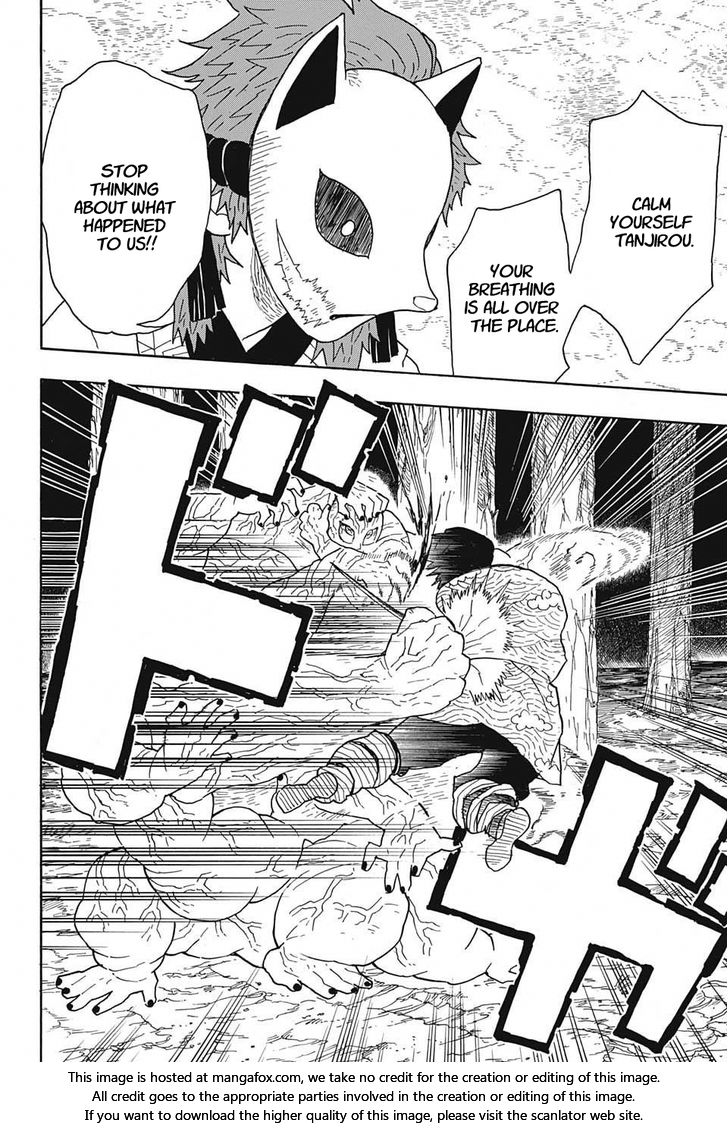 CALM
YOURSELF
TANJIROU.
YOUR
BREATHING
IS ALL OVER
THE PLACE.
STOP
THINKING
ABOUT WHAT
HAPPENED
TO US!!
ドガ
This image is hosted at mangafox.com, we take no credit for the creation or editing of this image.
All credit goes to the appropriate parties involved in the creation or editing of this image.
If you want to download the higher quality of this image, please visit the scanlator web site.